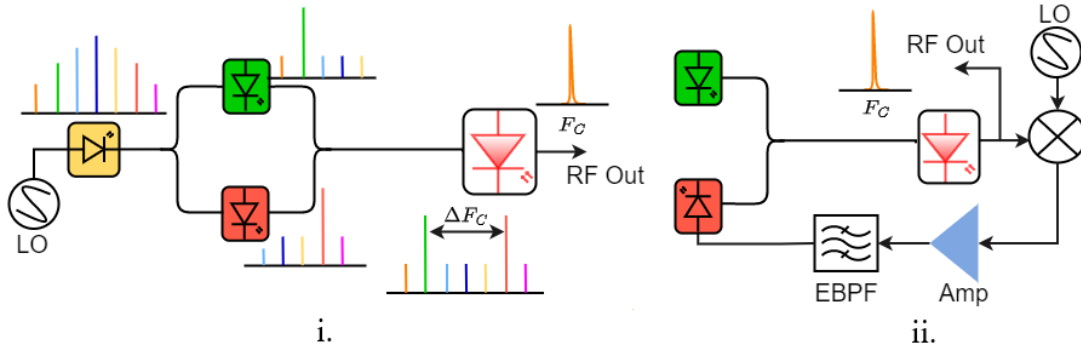 LO
F_C
RF Out
ΔF_C
i.
LO
RF Out
F_C
EBPF
Amp
ii.